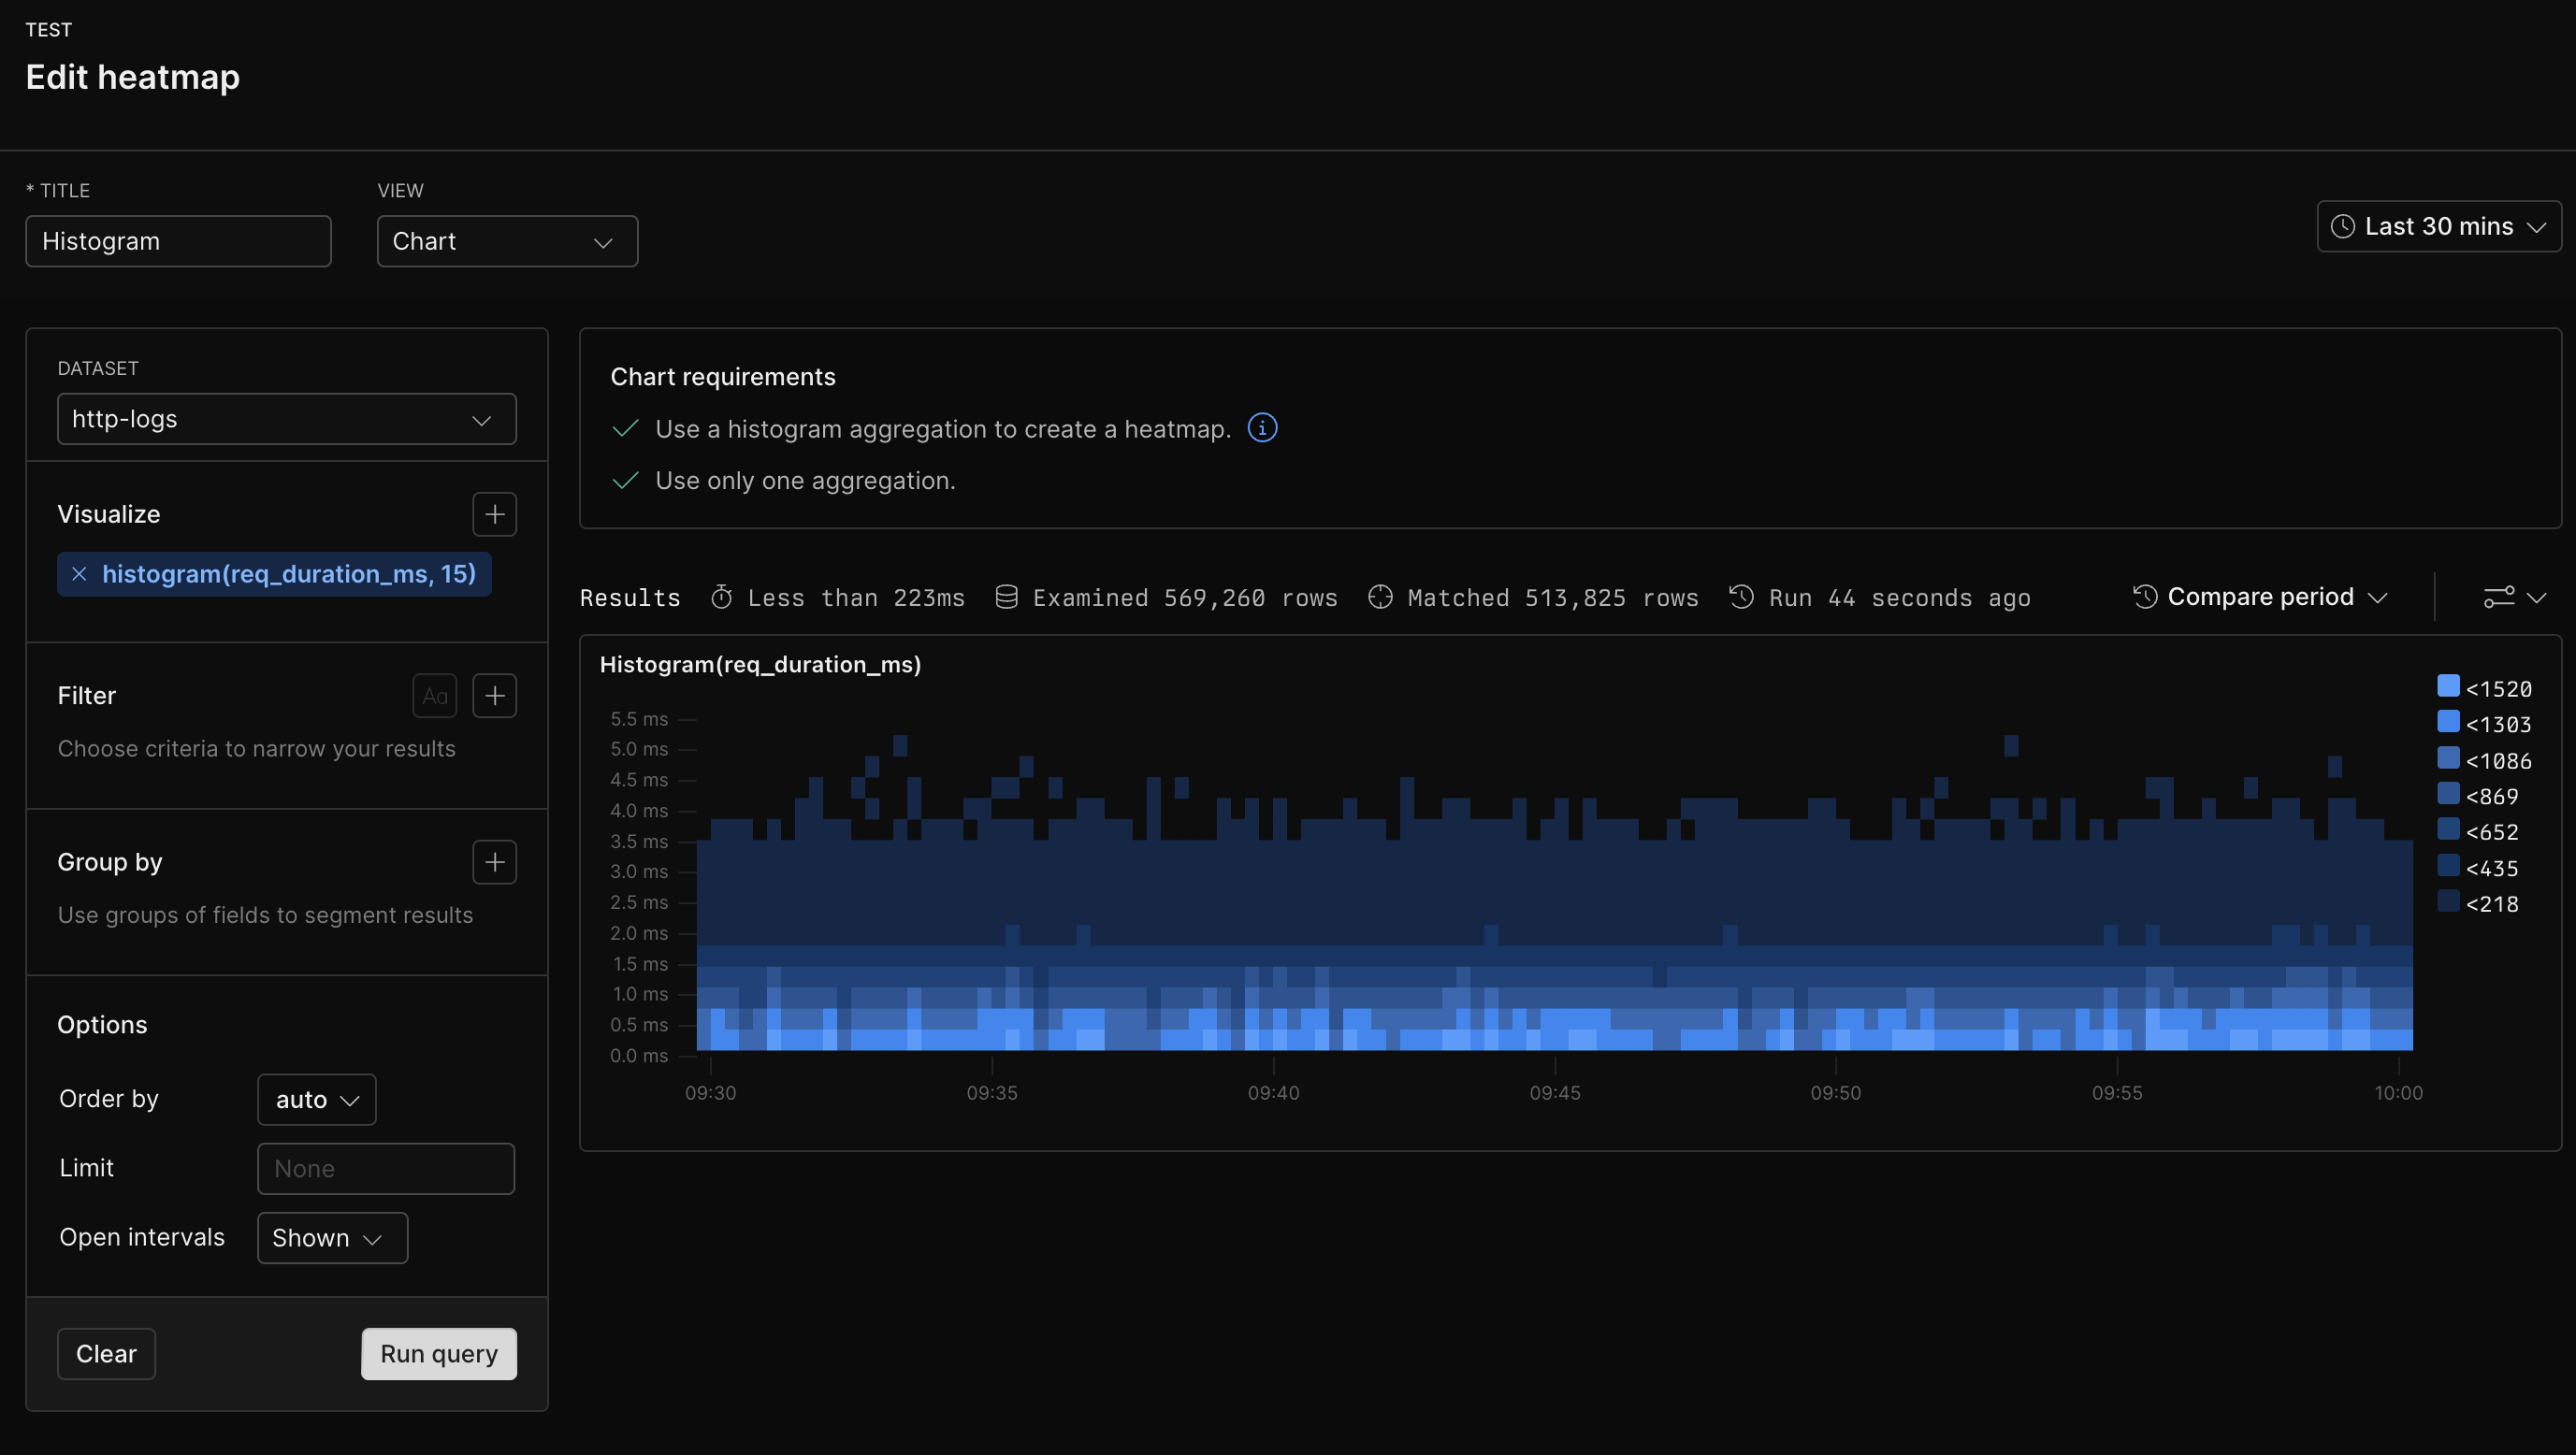 TEST
Edit heatmap
* TITLE
VIEW
Histogram
Chart
Last 30 mins
DATASET
http-logs
Visualize
histogram(req_duration_ms, 15)
Filter
Aa
Choose criteria to narrow your results
Group by
Use groups of fields to segment results
Options
Order by
auto
Limit
None
Open intervals
Shown
Clear
Run query
Chart requirements
Use a histogram aggregation to create a heatmap.
Use only one aggregation.
Results Less than 223ms Examined 569,260 rows Matched 513,825 rows Run 44 seconds ago
Compare period
Histogram(req_duration_ms)
5.5 ms
5.0 ms
4.5 ms
4.0 ms
3.5 ms
3.0 ms
2.5 ms
2.0 ms
1.5 ms
1.0 ms
0.5 ms
0.0 ms
09:30 09:35 09:40 09:45 09:50 09:55 10:00
<1520
<1303
<1086
<869
<652
<435
<218